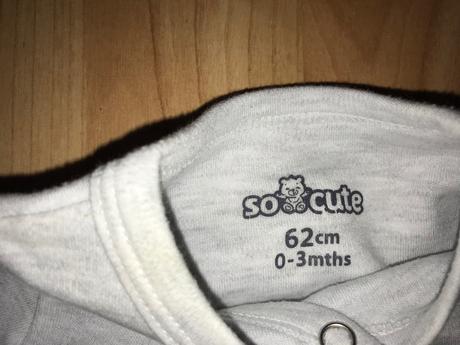 so cute
62cm
0-3mths